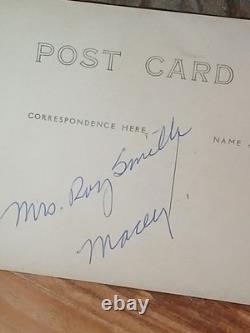 POST CARD
CORRESPONDENCE HERE
NAME
Mrs. Roy Smith
Macey